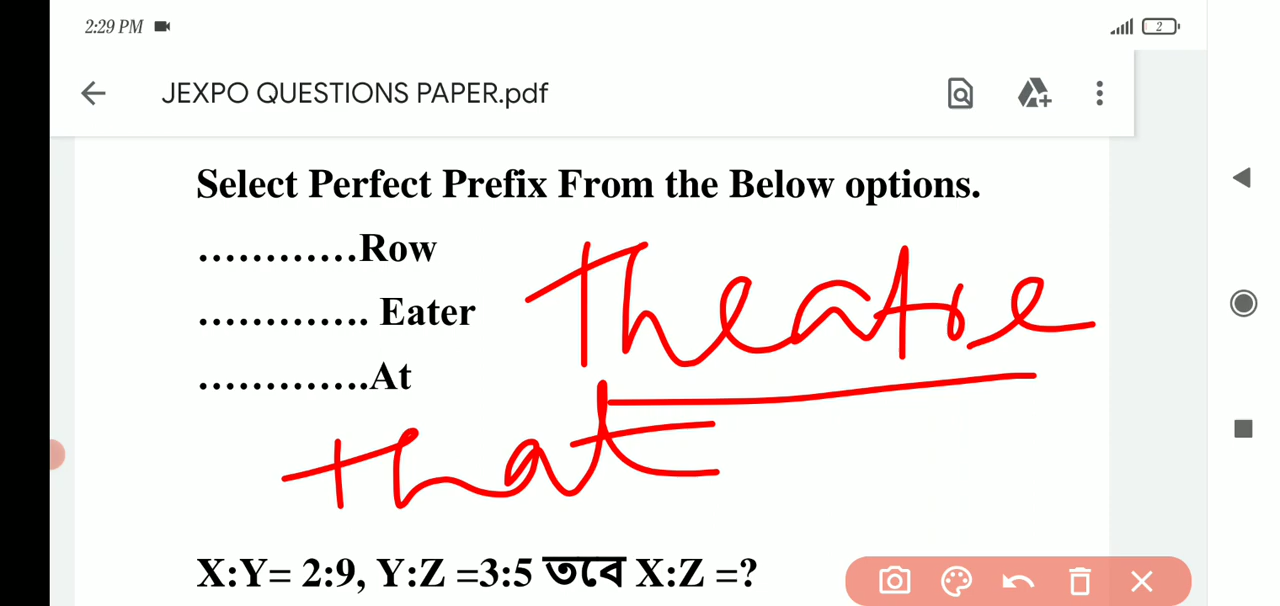 2:29 PM 2
JEXPO QUESTIONS PAPER.pdf
Select Perfect Prefix From the Below options.
............Row
............. Eater
.............At
Theatre
that
X:Y= 2:9, Y:Z =3:5 তবে X:Z =?